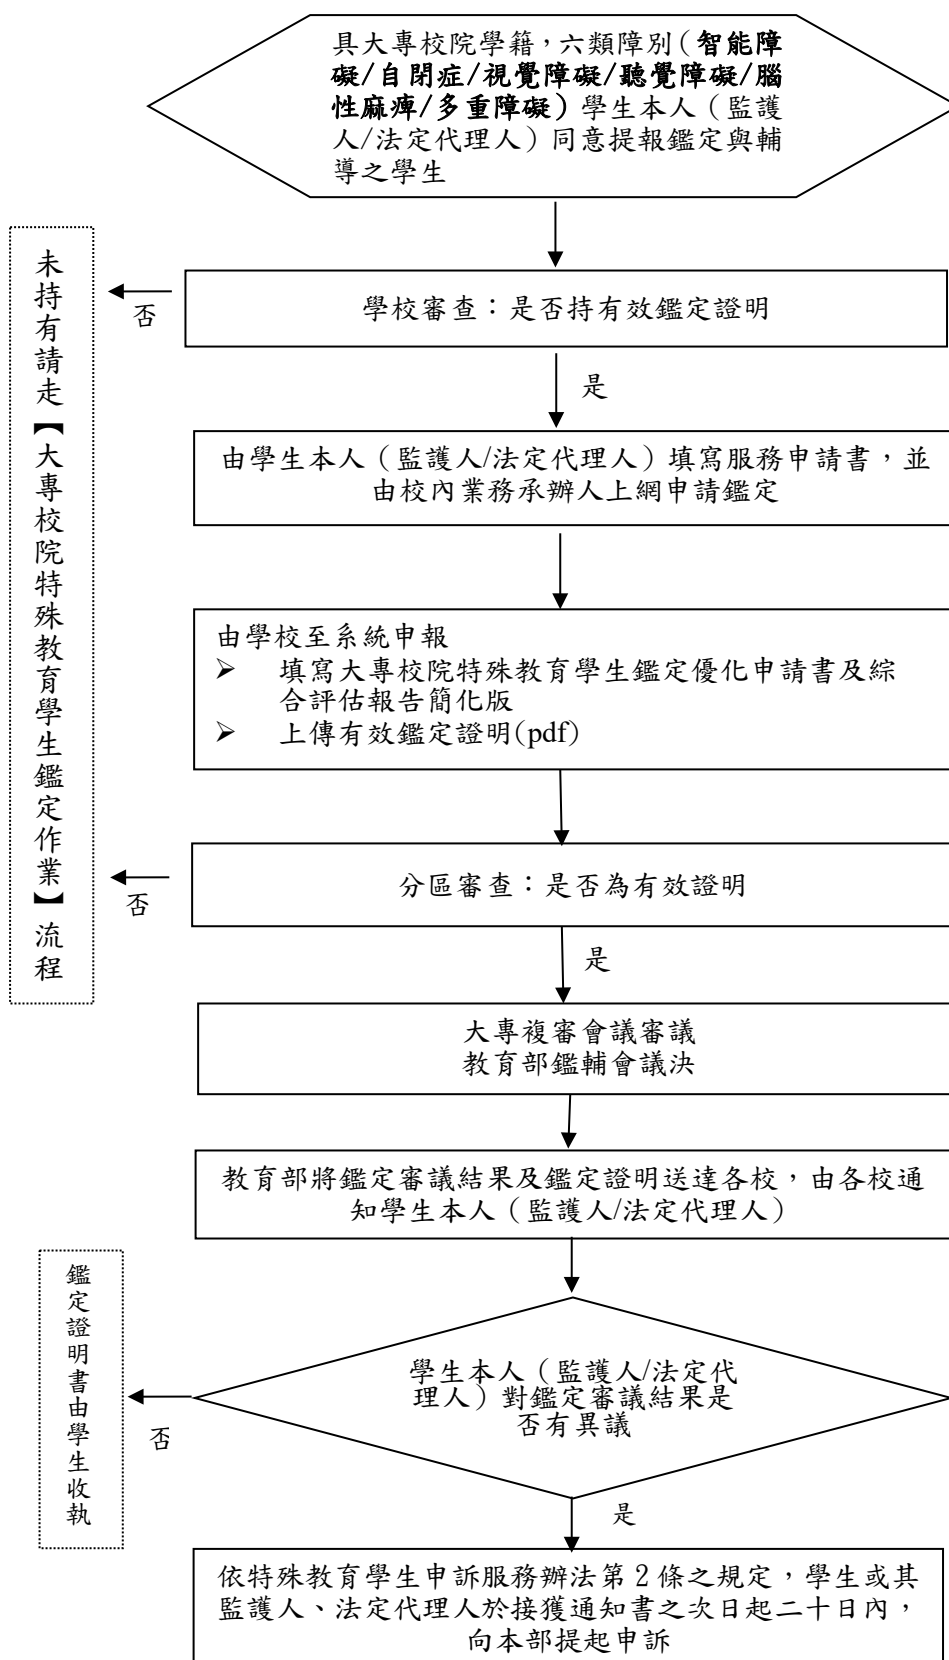 具大專校院學籍，六類障別（智能障
礙/自閉症/視覺障礙/聽覺障礙/腦
性麻痺/多重障礙）學生本人（監護
人/法定代理人）同意提報鑑定與輔
導之學生
學校審查：是否持有效鑑定證明
否
未持有請走【大專校院特殊教育學生鑑定作業】流程
是
由學生本人（監護人/法定代理人）填寫服務申請書，並
由校內業務承辦人上網申請鑑定
由學校至系統申報
➢ 填寫大專校院特殊教育學生鑑定優化申請書及綜
合評估報告簡化版
➢ 上傳有效鑑定證明(pdf)
分區審查：是否為有效證明
否
是
大專複審會議審議
教育部鑑輔會議決
教育部將鑑定審議結果及鑑定證明送達各校，由各校通
知學生本人（監護人/法定代理人）
學生本人（監護人/法定代
理人）對鑑定審議結果是
否有異議
否
鑑定證明書由學生收執
是
依特殊教育學生申訴服務辦法第 2 條之規定，學生或其
監護人、法定代理人於接獲通知書之次日起二十日內，
向本部提起申訴